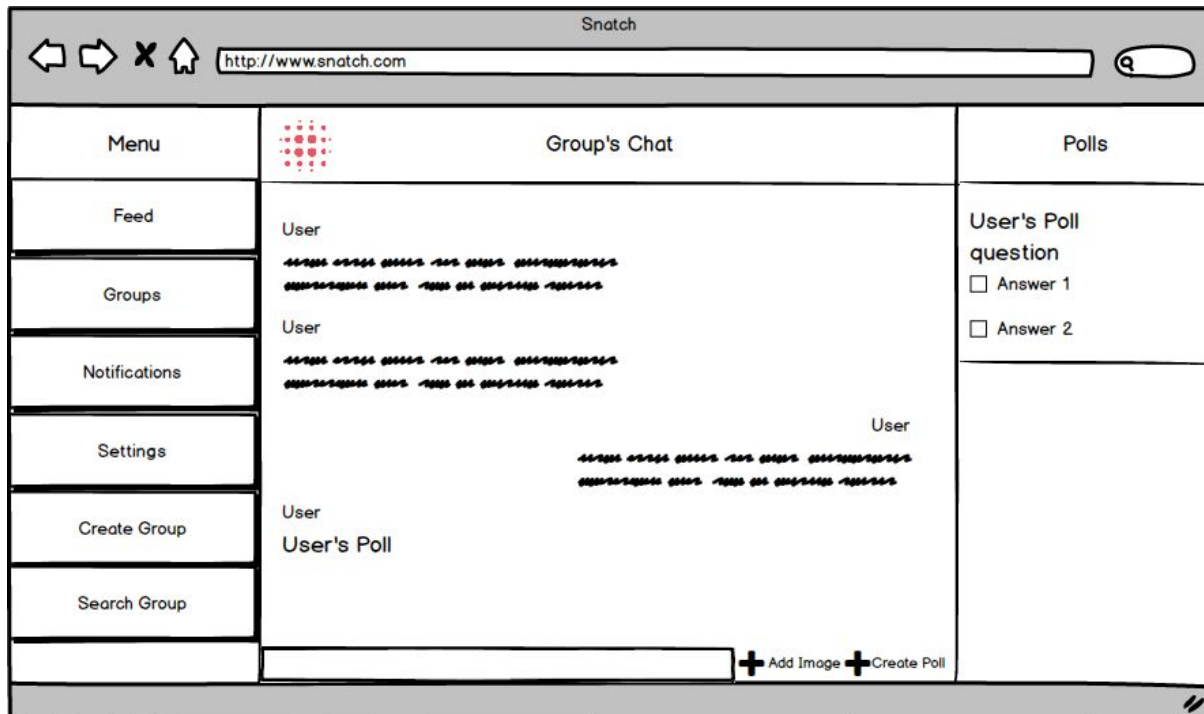 Snatch
http://www.snatch.com
Menu
Feed
Groups
Notifications
Settings
Create Group
Search Group
Group's Chat
User
User
User
User
User's Poll
Add Image
Create Poll
Polls
User's Poll
question
Answer 1
Answer 2